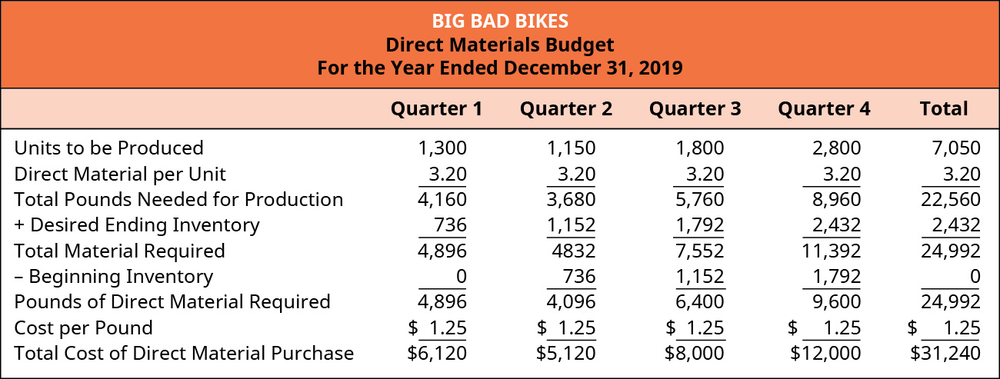 BIG BAD BIKES
Direct Materials Budget
For the Year Ended December 31, 2019
Quarter 1 Quarter 2 Quarter 3 Quarter 4 Total
Units to be Produced 1,300 1,150 1,800 2,800 7,050
Direct Material per Unit 3.20 3.20 3.20 3.20 3.20
Total Pounds Needed for Production 4,160 3,680 5,760 8,960 22,560
+ Desired Ending Inventory 736 1,152 1,792 2,432 2,432
Total Material Required 4,896 4832 7,552 11,392 24,992
– Beginning Inventory 0 736 1,152 1,792 0
Pounds of Direct Material Required 4,896 4,096 6,400 9,600 24,992
Cost per Pound $ 1.25 $ 1.25 $ 1.25 $ 1.25 $ 1.25
Total Cost of Direct Material Purchase $6,120 $5,120 $8,000 $12,000 $31,240